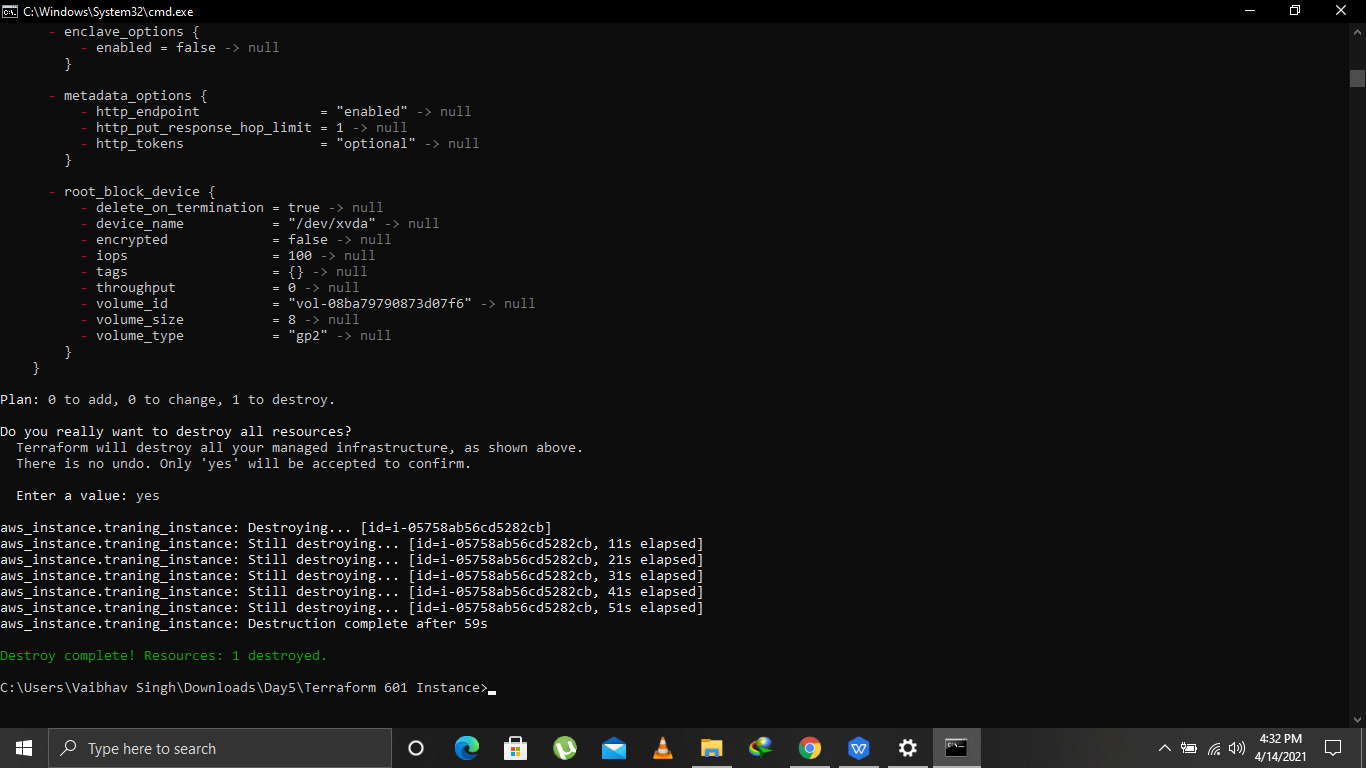 C:\Windows\System32\cmd.exe
- enclave_options {
- enabled = false -> null
}
- metadata_options {
- http_endpoint = "enabled" -> null
- http_put_response_hop_limit = 1 -> null
- http_tokens = "optional" -> null
}
- root_block_device {
- delete_on_termination = true -> null
- device_name = "/dev/xvda" -> null
- encrypted = false -> null
- iops = 100 -> null
- tags = {} -> null
- throughput = 0 -> null
- volume_id = "vol-08ba79790873d07f6" -> null
- volume_size = 8 -> null
- volume_type = "gp2" -> null
}
}
Plan: 0 to add, 0 to change, 1 to destroy.
Do you really want to destroy all resources?
Terraform will destroy all your managed infrastructure, as shown above.
There is no undo. Only 'yes' will be accepted to confirm.
Enter a value: yes
aws_instance.traning_instance: Destroying... [id=i-05758ab56cd5282cb]
aws_instance.traning_instance: Still destroying... [id=i-05758ab56cd5282cb, 11s elapsed]
aws_instance.traning_instance: Still destroying... [id=i-05758ab56cd5282cb, 21s elapsed]
aws_instance.traning_instance: Still destroying... [id=i-05758ab56cd5282cb, 31s elapsed]
aws_instance.traning_instance: Still destroying... [id=i-05758ab56cd5282cb, 41s elapsed]
aws_instance.traning_instance: Still destroying... [id=i-05758ab56cd5282cb, 51s elapsed]
aws_instance.traning_instance: Destruction complete after 59s
Destroy complete! Resources: 1 destroyed.
C:\Users\Vaibhav Singh\Downloads\Day5\Terraform 601 Instance>
Type here to search
4:32 PM
4/14/2021